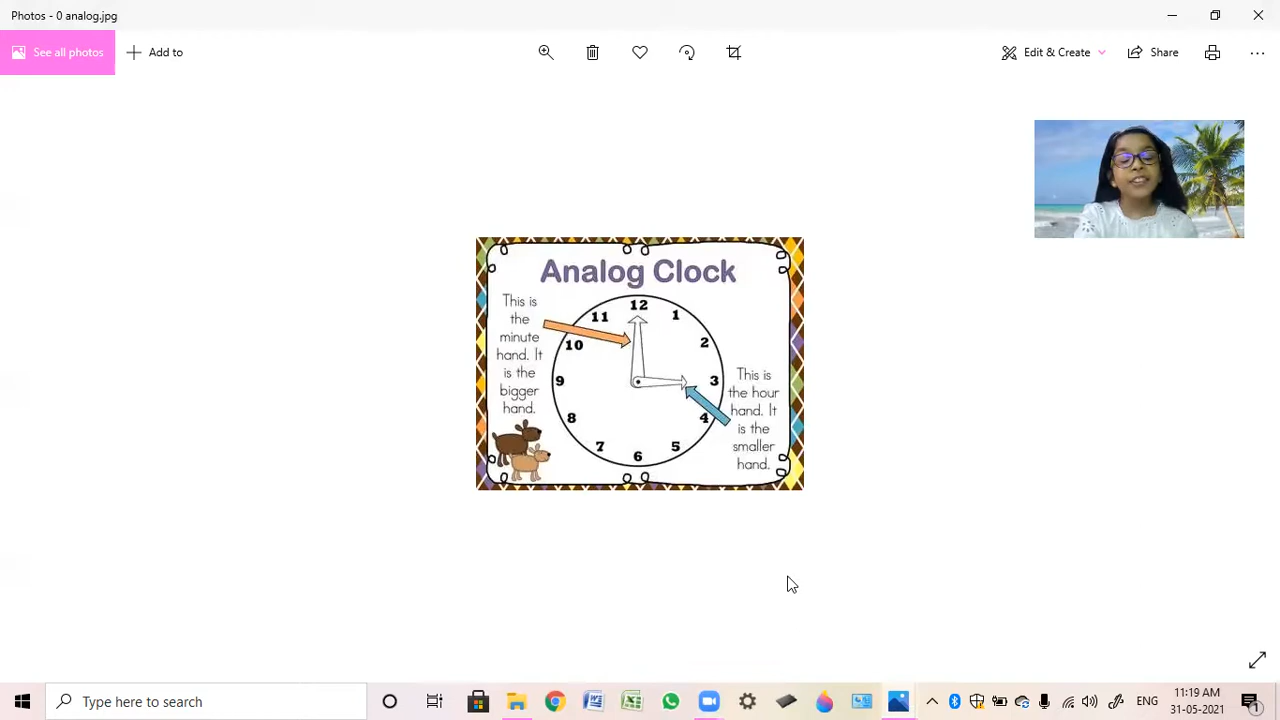 Photos - 0 analog.jpg
See all photos
Add to
Edit & Create
Share
Analog Clock
This is
the
minute
hand. It
is the
bigger
hand.
12
11
1
10
2
9
3
8
4
7
5
6
This is
the hour
hand. It
is the
smaller
hand.
Type here to search
ENG
11:19 AM
31-05-2021
1